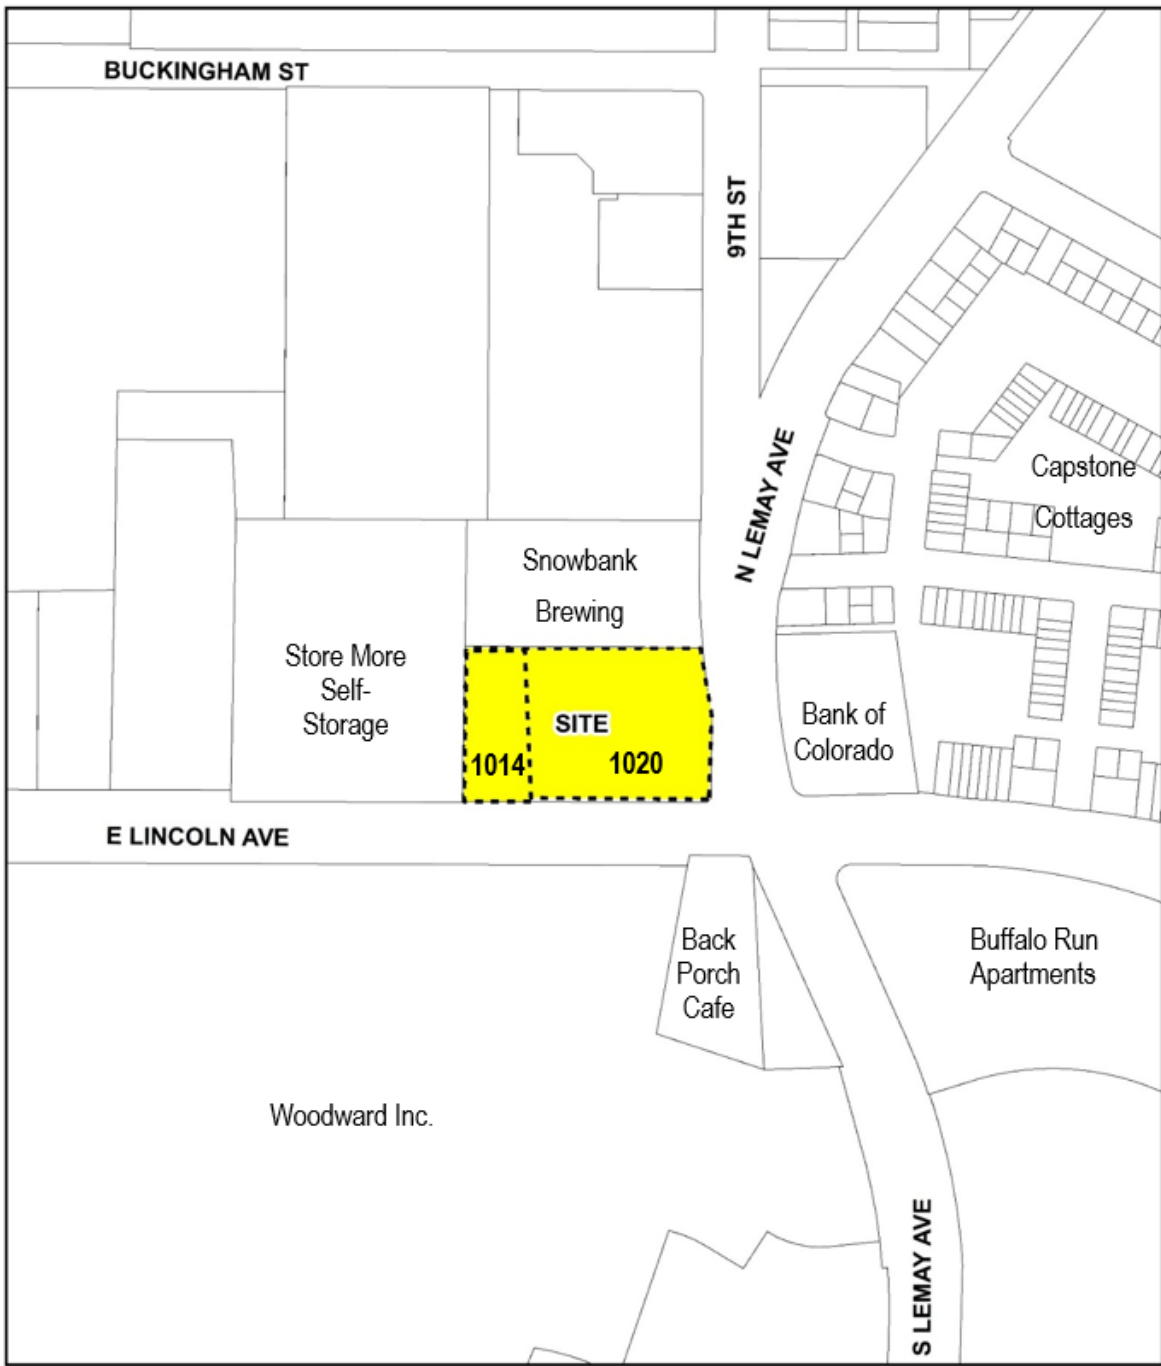 BUCKINGHAM ST
9TH ST
N LEMAY AVE
Capstone
Cottages
Snowbank
Brewing
Store More
Self-
Storage
SITE
1014
1020
Bank of
Colorado
E LINCOLN AVE
Back
Porch
Cafe
Buffalo Run
Apartments
Woodward Inc.
S LEMAY AVE